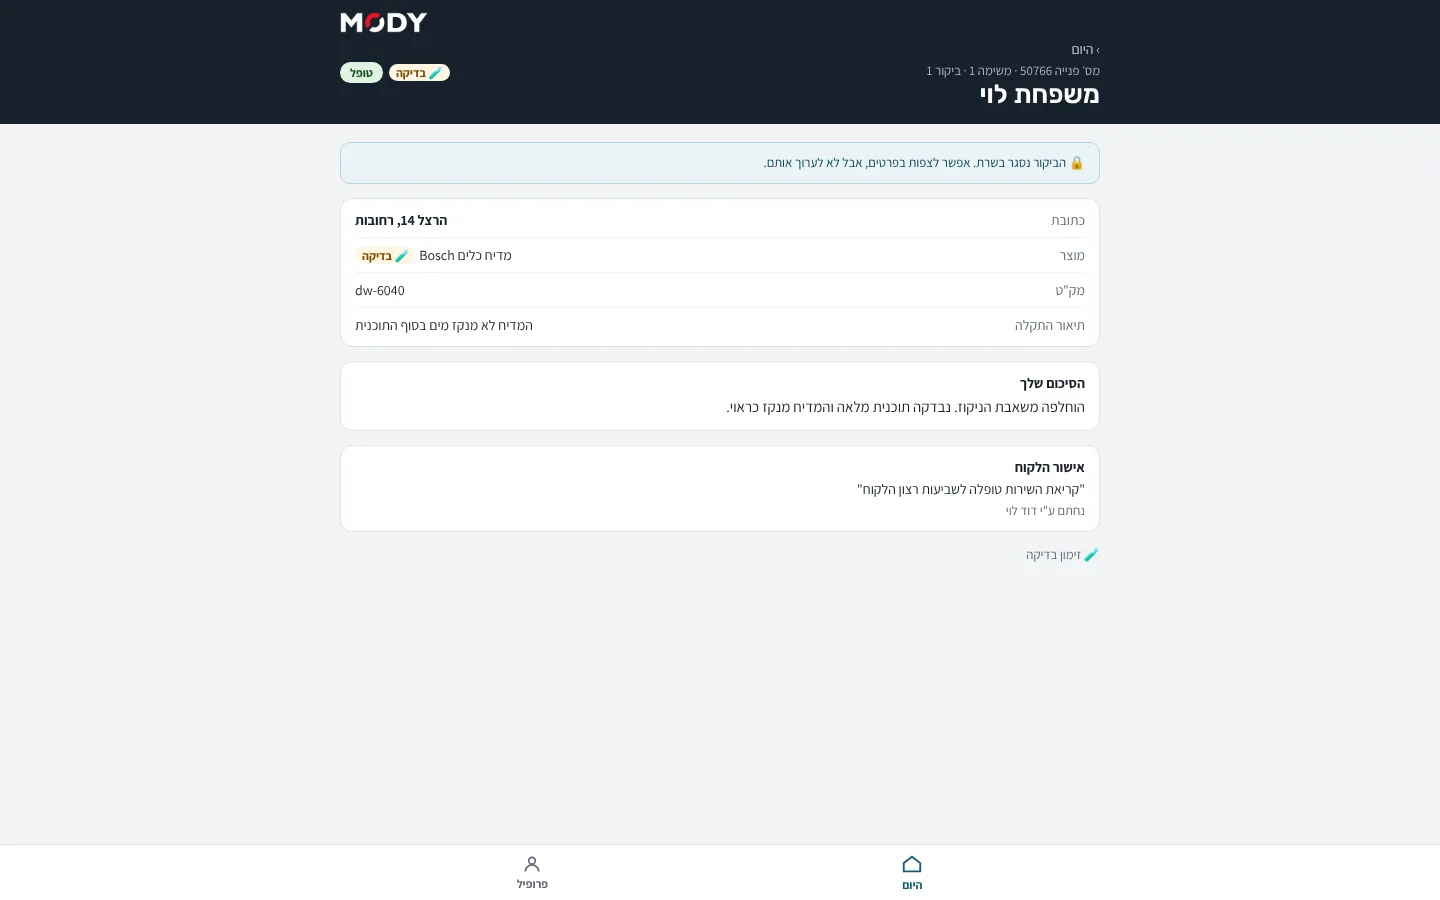 MODY
› היום
מס' פנייה 50766 · משימה 1 · ביקור 1
משפחת לוי
🧪 בדיקה
טופל
🔒 הביקור נסגר בשרת. אפשר לצפות בפרטים, אבל לא לערוך אותם.
כתובת הרצל 14, רחובות
מוצר מדיח כלים Bosch 🧪 בדיקה
מק"ט dw-6040
תיאור התקלה המדיח לא מנקז מים בסוף התוכנית
הסיכום שלך
הוחלפה משאבת הניקוז. נבדקה תוכנית מלאה והמדיח מנקז כראוי.
אישור הלקוח
"קריאת השירות טופלה לשביעות רצון הלקוח"
נחתם ע"י דוד לוי
🧪 זימון בדיקה
היום
פרופיל